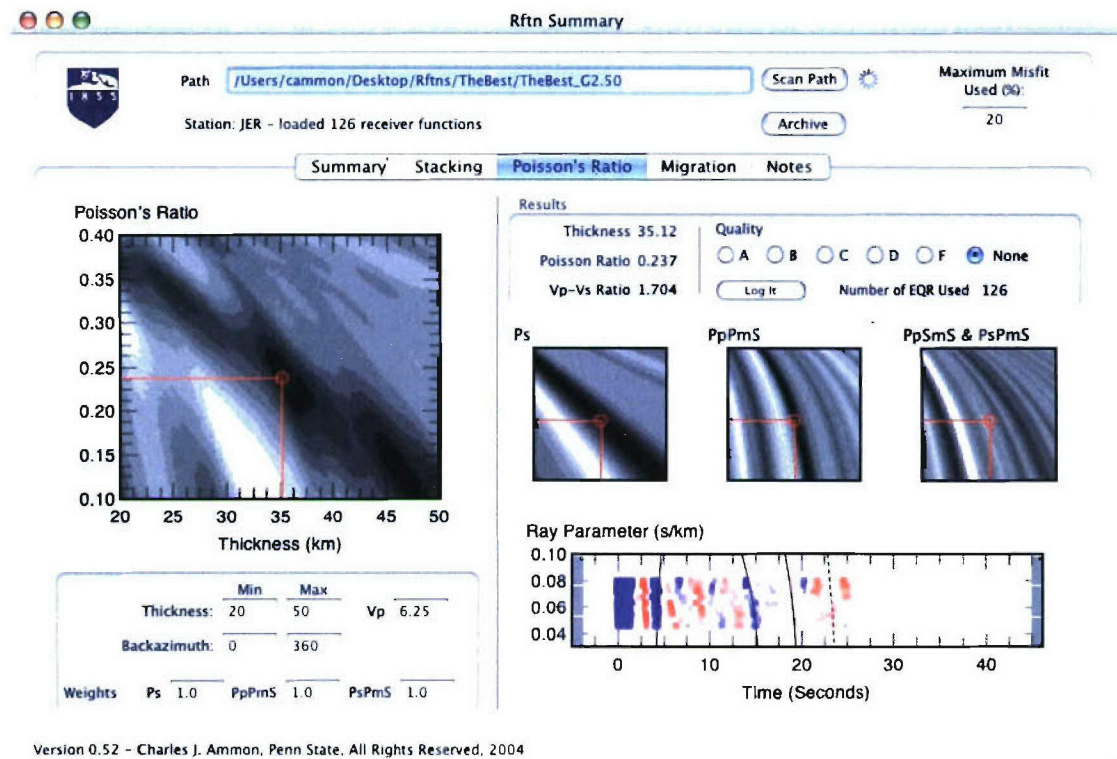 Rftn Summary
Path /Users/cammon/Desktop/Rftns/TheBest/TheBest_G2.50 Scan Path
Maximum Misfit
Used (%):
20
1 8 5 5
Station: JER - loaded 126 receiver functions Archive
Summary Stacking Poisson's Ratio Migration Notes
Poisson's Ratio
0.40
0.30
0.20
0.10
20 25 30 35 40 45 50
Thickness (km)
Min Max
Thickness: 20 50 Vp 6.25
Backazimuth: 0 360
Weights Ps 1.0 PpPmS 1.0 PsPmS 1.0
Results
Thickness 35.12
Poisson Ratio 0.237
Vp-Vs Ratio 1.704
Quality
A B C D F None
Log It Number of EQR Used 126
Ps PpPmS PpSmS & PsPmS
Ray Parameter (s/km)
0.10
0.08
0.06
0.04
0 10 20 30 40
Time (Seconds)
Version 0.52 - Charles J. Ammon, Penn State, All Rights Reserved, 2004